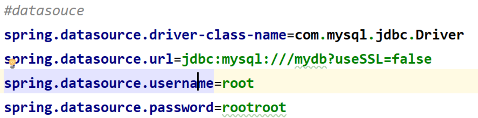 #datasouce
spring.datasource.driver-class-name=com.mysql.jdbc.Driver
spring.datasource.url=jdbc:mysql:///mydb?useSSL=false
spring.datasource.username=root
spring.datasource.password=rootroot